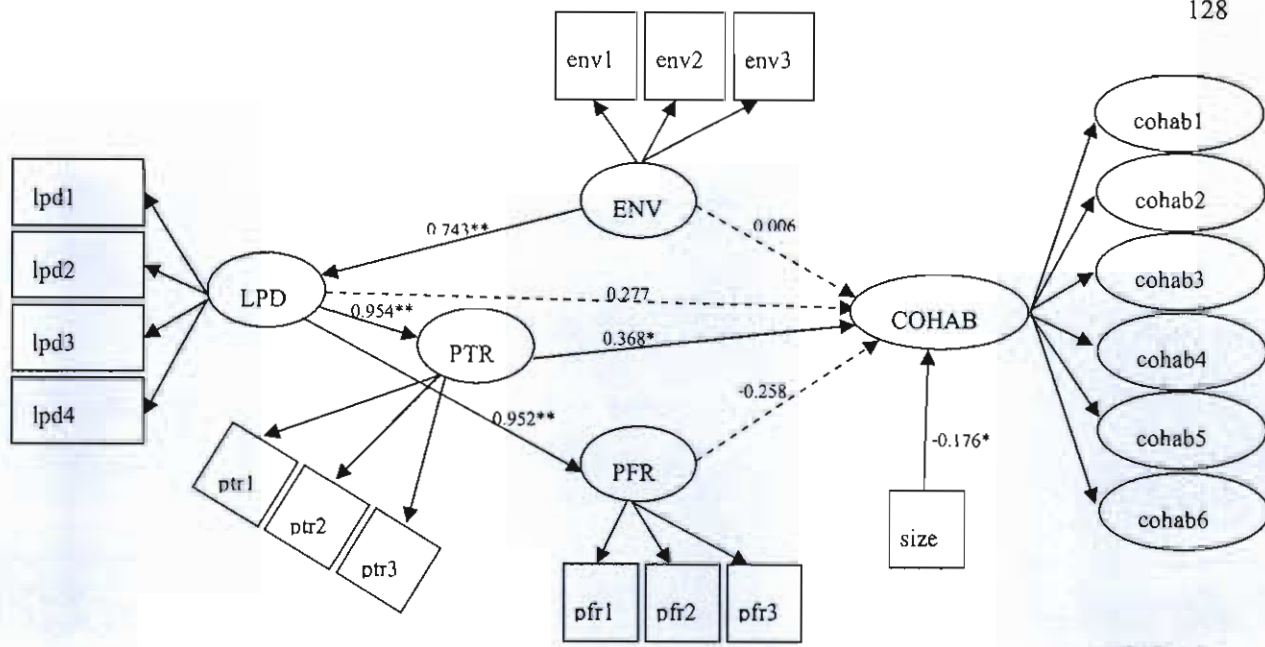 128
env1 env2 env3
cohab1
lpd1
cohab2
ENV
0.743**
0.006
lpd2
cohab3
LPD
0.277
0.954**
COHAB
lpd3
PTR
0.368*
cohab4
lpd4
-0.258
0.952**
cohab5
-0.176*
PFR
ptr1
cohab6
ptr2
size
ptr3
pfr1 pfr2 pfr3